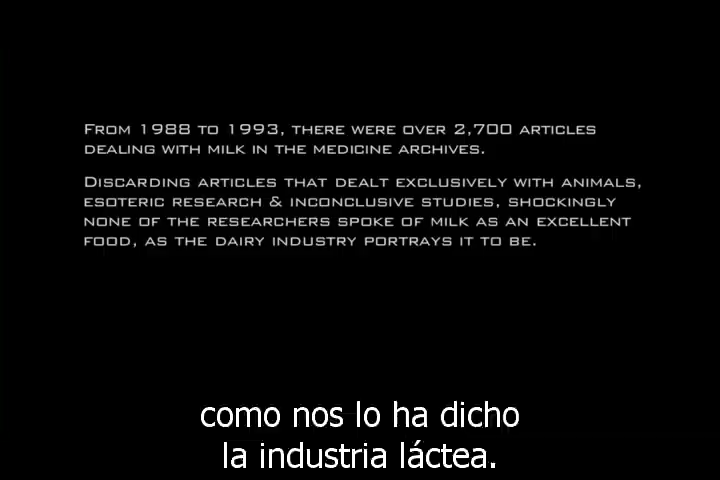 From 1988 to 1993, there were over 2,700 articles
dealing with milk in the medicine archives.
Discarding articles that dealt exclusively with animals,
esoteric research & inconclusive studies, shockingly
none of the researchers spoke of milk as an excellent
food, as the dairy industry portrays it to be.
como nos lo ha dicho
la industria láctea.